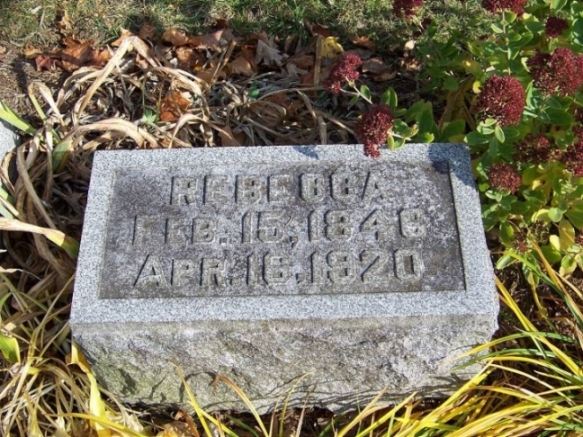 REBECCA
FEB. 15, 1846
APR. 16, 1920